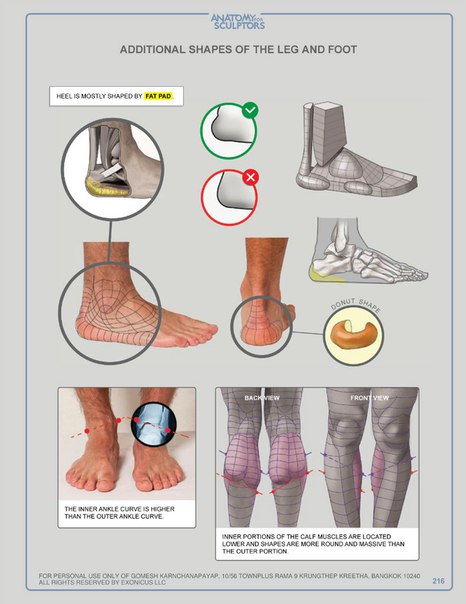 ANATOMY FOR
SCULPTORS
ADDITIONAL SHAPES OF THE LEG AND FOOT
HEEL IS MOSTLY SHAPED BY FAT PAD.
DONUT SHAPE
BACK VIEW
FRONT VIEW
THE INNER ANKLE CURVE IS HIGHER
THAN THE OUTER ANKLE CURVE.
INNER PORTIONS OF THE CALF MUSCLES ARE LOCATED
LOWER AND SHAPES ARE MORE ROUND AND MASSIVE THAN
THE OUTER PORTION.
FOR PERSONAL USE ONLY OF GOMESH KARNCHANAPAYAP, 10/56 TOWNPLUS RAMA 9 KRUNGTHEP KREETHA, BANGKOK 10240
ALL RIGHTS RESERVED BY EXONICUS LLC
216